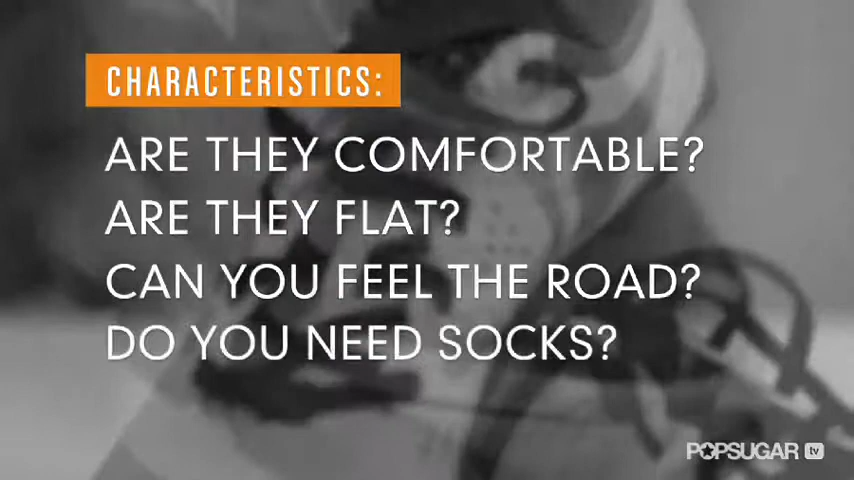 CHARACTERISTICS:
ARE THEY COMFORTABLE?
ARE THEY FLAT?
CAN YOU FEEL THE ROAD?
DO YOU NEED SOCKS?
POPSUGAR tv